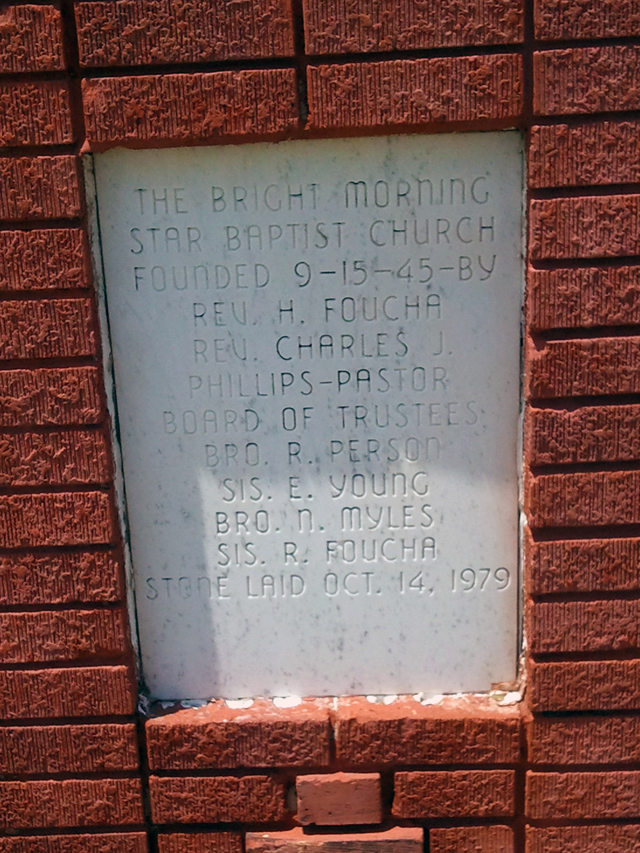 THE BRIGHT MORNING
STAR BAPTIST CHURCH
FOUNDED 9-15-45-BY
REV. H. FOUCHA
REV. CHARLES J.
PHILLIPS-PASTOR
BOARD OF TRUSTEES
BRO. R. PERSON
SIS. E. YOUNG
BRO. N. MYLES
SIS. R. FOUCHA
STONE LAID OCT. 14, 1979